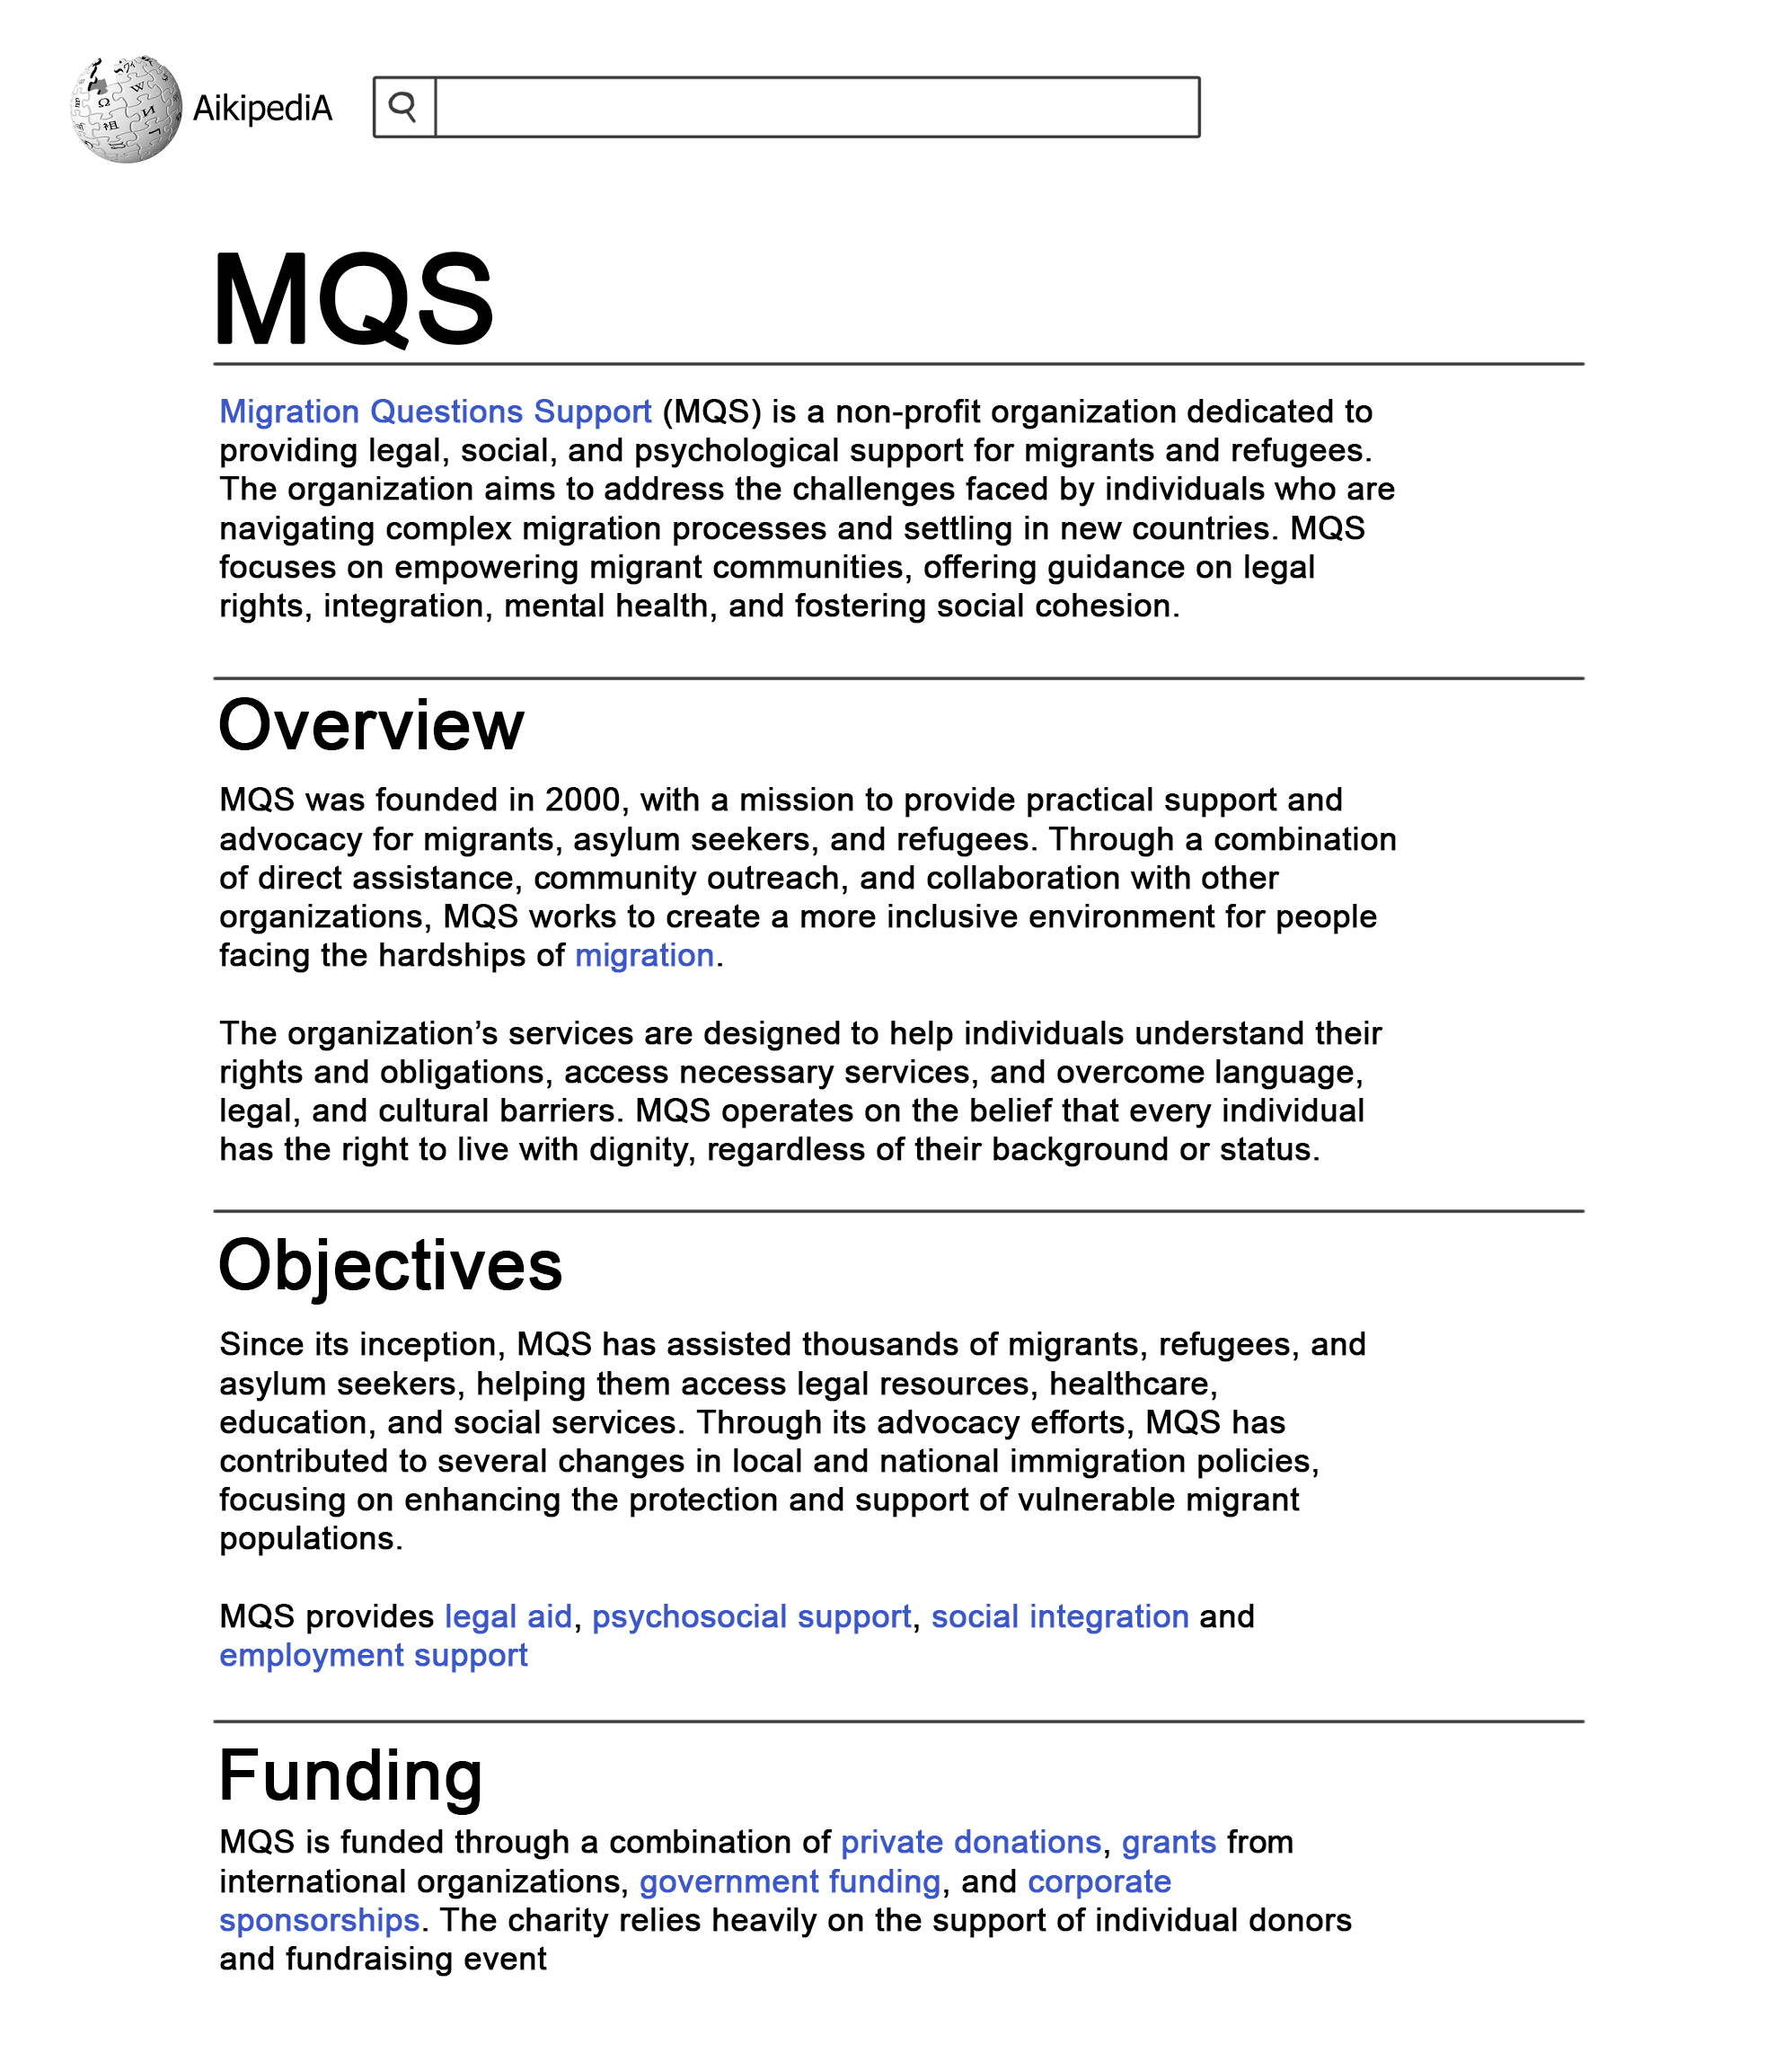 AikipediA
MQS
Migration Questions Support (MQS) is a non-profit organization dedicated to
providing legal, social, and psychological support for migrants and refugees.
The organization aims to address the challenges faced by individuals who are
navigating complex migration processes and settling in new countries. MQS
focuses on empowering migrant communities, offering guidance on legal
rights, integration, mental health, and fostering social cohesion.
Overview
MQS was founded in 2000, with a mission to provide practical support and
advocacy for migrants, asylum seekers, and refugees. Through a combination
of direct assistance, community outreach, and collaboration with other
organizations, MQS works to create a more inclusive environment for people
facing the hardships of migration.
The organization’s services are designed to help individuals understand their
rights and obligations, access necessary services, and overcome language,
legal, and cultural barriers. MQS operates on the belief that every individual
has the right to live with dignity, regardless of their background or status.
Objectives
Since its inception, MQS has assisted thousands of migrants, refugees, and
asylum seekers, helping them access legal resources, healthcare,
education, and social services. Through its advocacy efforts, MQS has
contributed to several changes in local and national immigration policies,
focusing on enhancing the protection and support of vulnerable migrant
populations.
MQS provides legal aid, psychosocial support, social integration and
employment support
Funding
MQS is funded through a combination of private donations, grants from
international organizations, government funding, and corporate
sponsorships. The charity relies heavily on the support of individual donors
and fundraising event